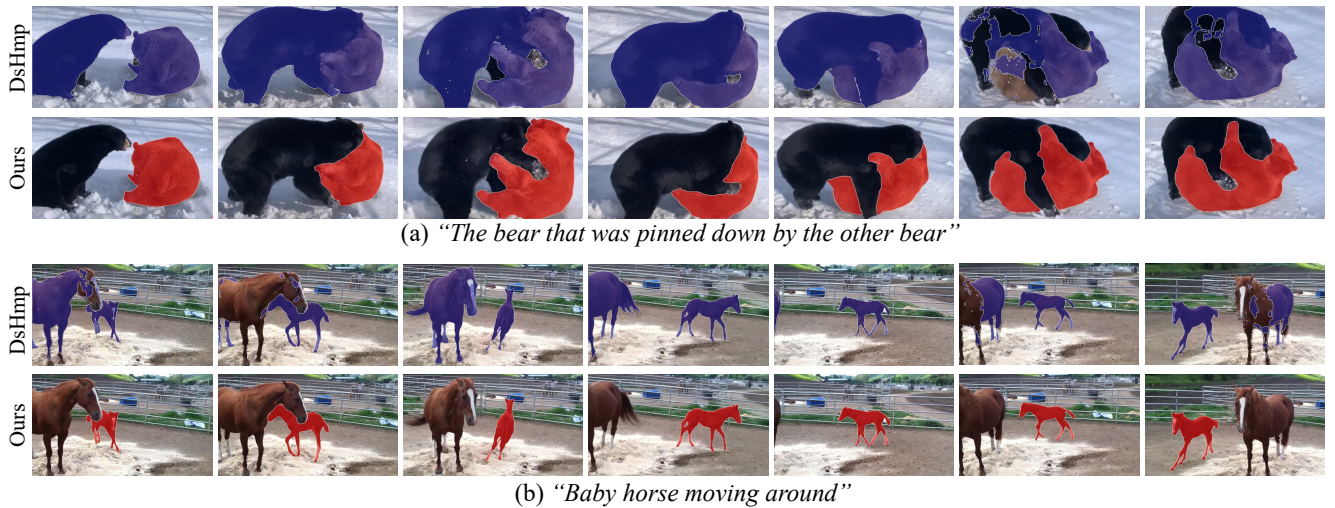 DsHmp
Ours
(a) “The bear that was pinned down by the other bear”
DsHmp
Ours
(b) “Baby horse moving around”